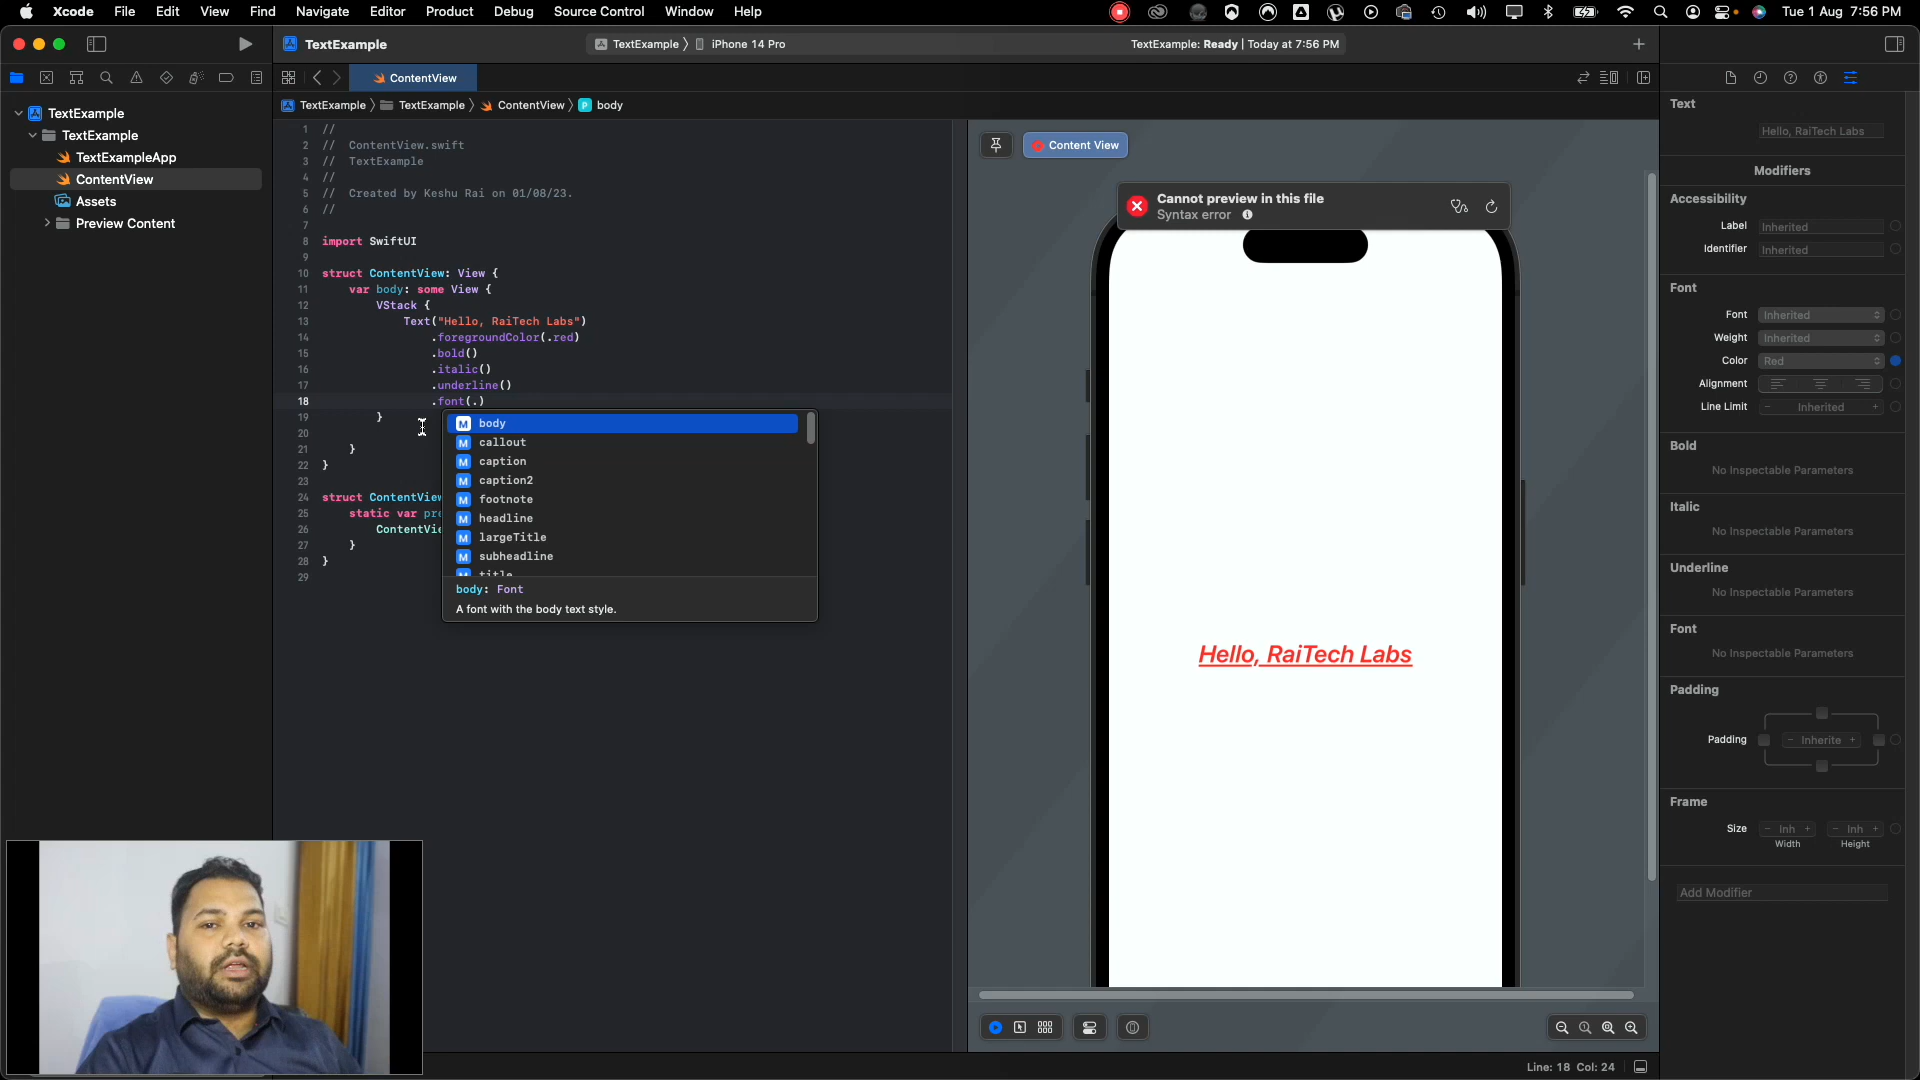 Xcode File Edit View Find Navigate Editor Product Debug Source Control Window Help Tue 1 Aug 7:56 PM
TextExample TextExample iPhone 14 Pro TextExample: Ready | Today at 7:56 PM
ContentView
TextExample TextExample ContentView P body
TextExample
TextExample
TextExampleApp
ContentView
Assets
Preview Content
1 //
2 // ContentView.swift
3 // TextExample
4 //
5 // Created by Keshu Rai on 01/08/23.
6 //
7
8 import SwiftUI
9
10 struct ContentView: View {
11 var body: some View {
12 VStack {
13 Text("Hello, RaiTech Labs")
14 .foregroundColor(.red)
15 .bold()
16 .italic()
17 .underline()
18 .font(.)
19 }
20
21 }
22 }
23
24 struct ContentView
25 static var pre
26 ContentVie
27 }
28 }
29
M body
M callout
M caption
M caption2
M footnote
M headline
M largeTitle
M subheadline
M title
body: Font
A font with the body text style.
Content View
Cannot preview in this file
Syntax error
Hello, RaiTech Labs
Text
Hello, RaiTech Labs
Modifiers
Accessibility
Label Inherited
Identifier Inherited
Font
Font Inherited
Weight Inherited
Color Red
Alignment
Line Limit - Inherited +
Bold
No Inspectable Parameters
Italic
No Inspectable Parameters
Underline
No Inspectable Parameters
Font
No Inspectable Parameters
Padding
Padding - Inherite +
Frame
Size - Inh + - Inh +
Width Height
Add Modifier
Line: 18 Col: 24